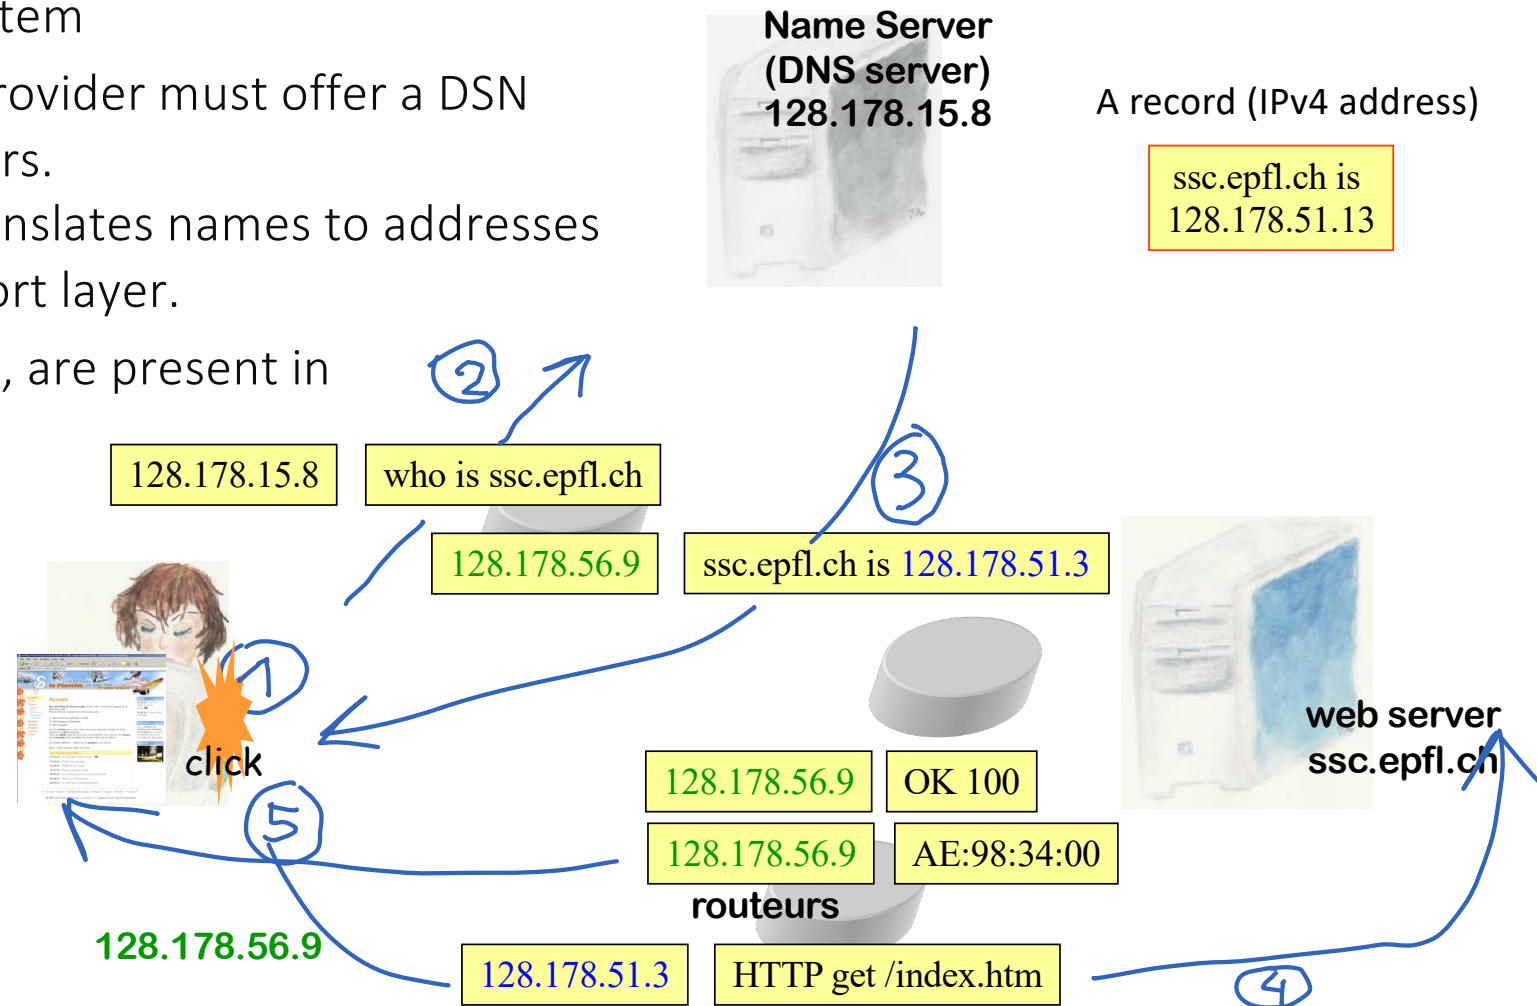 tem
rovider must offer a DSN
rs.
nslates names to addresses
ort layer.
, are present in
Name Server
(DNS server)
128.178.15.8
A record (IPv4 address)
ssc.epfl.ch is
128.178.51.13
2
128.178.15.8 who is ssc.epfl.ch
3
128.178.56.9 ssc.epfl.ch is 128.178.51.3
1
click
web server
ssc.epfl.ch
128.178.56.9 OK 100
5
128.178.56.9 AE:98:34:00
routeurs
128.178.56.9
128.178.51.3 HTTP get /index.htm
4